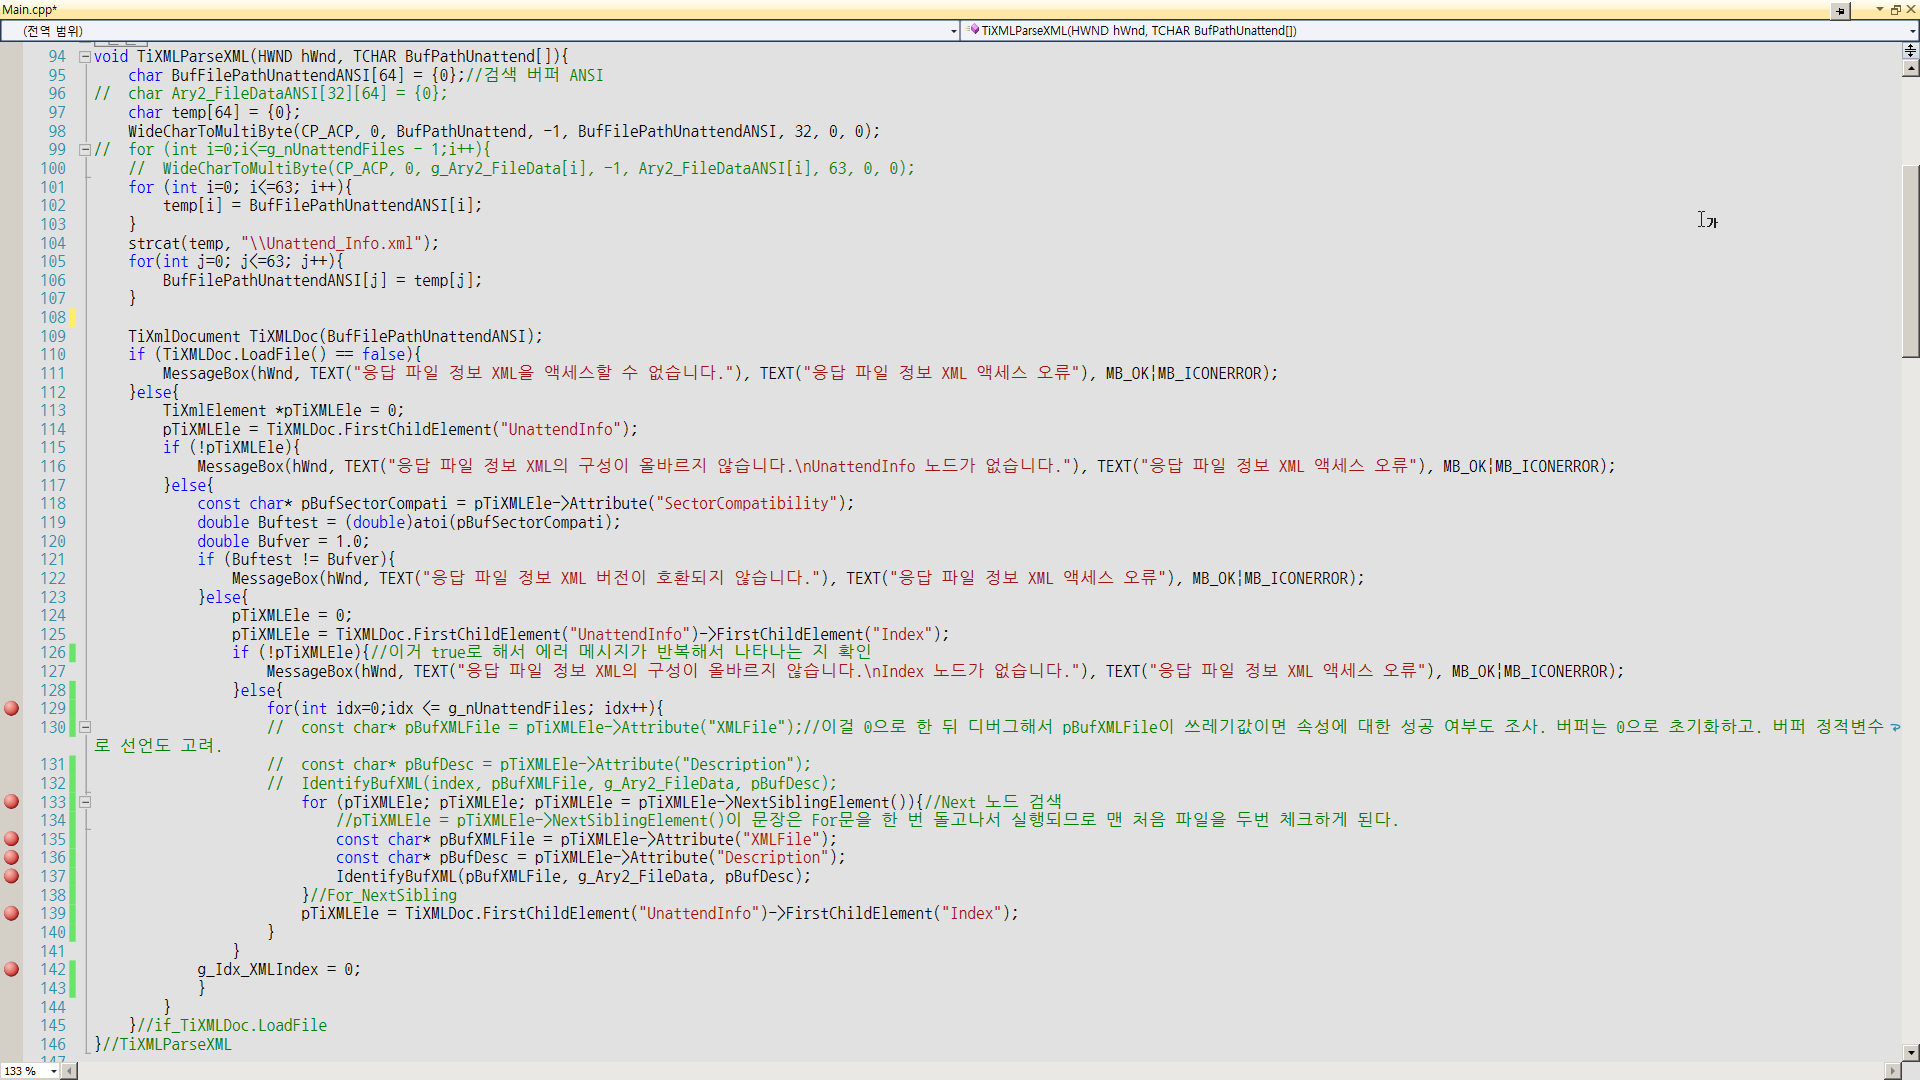 Main.cpp*
(전역 범위)
TiXMLParseXML(HWND hWnd, TCHAR BufPathUnattend[])
94 void TiXMLParseXML(HWND hWnd, TCHAR BufPathUnattend[]){
95 char BufFilePathUnattendANSI[64] = {0};//검색 버퍼 ANSI
96 // char Ary2_FileDataANSI[32][64] = {0};
97 char temp[64] = {0};
98 WideCharToMultiByte(CP_ACP, 0, BufPathUnattend, -1, BufFilePathUnattendANSI, 32, 0, 0);
99 // for (int i=0;i<=g_nUnattendFiles - 1;i++){
100 // WideCharToMultiByte(CP_ACP, 0, g_Ary2_FileData[i], -1, Ary2_FileDataANSI[i], 63, 0, 0);
101 for (int i=0; i<=63; i++){
102 temp[i] = BufFilePathUnattendANSI[i];
103 }
104 strcat(temp, "\\Unattend_Info.xml");
105 for(int j=0; j<=63; j++){
106 BufFilePathUnattendANSI[j] = temp[j];
107 }
108
109 TiXmlDocument TiXMLDoc(BufFilePathUnattendANSI);
110 if (TiXMLDoc.LoadFile() == false){
111 MessageBox(hWnd, TEXT("응답 파일 정보 XML을 액세스할 수 없습니다."), TEXT("응답 파일 정보 XML 액세스 오류"), MB_OK|MB_ICONERROR);
112 }else{
113 TiXmlElement *pTiXMLEle = 0;
114 pTiXMLEle = TiXMLDoc.FirstChildElement("UnattendInfo");
115 if (!pTiXMLEle){
116 MessageBox(hWnd, TEXT("응답 파일 정보 XML의 구성이 올바르지 않습니다.\nUnattendInfo 노드가 없습니다."), TEXT("응답 파일 정보 XML 액세스 오류"), MB_OK|MB_ICONERROR);
117 }else{
118 const char* pBufSectorCompati = pTiXMLEle->Attribute("SectorCompatibility");
119 double Buftest = (double)atoi(pBufSectorCompati);
120 double Bufver = 1.0;
121 if (Buftest != Bufver){
122 MessageBox(hWnd, TEXT("응답 파일 정보 XML 버전이 호환되지 않습니다."), TEXT("응답 파일 정보 XML 액세스 오류"), MB_OK|MB_ICONERROR);
123 }else{
124 pTiXMLEle = 0;
125 pTiXMLEle = TiXMLDoc.FirstChildElement("UnattendInfo")->FirstChildElement("Index");
126 if (!pTiXMLEle){//이거 true로 해서 에러 메시지가 반복해서 나타나는 지 확인
127 MessageBox(hWnd, TEXT("응답 파일 정보 XML의 구성이 올바르지 않습니다.\nIndex 노드가 없습니다."), TEXT("응답 파일 정보 XML 액세스 오류"), MB_OK|MB_ICONERROR);
128 }else{
129 for(int idx=0;idx <= g_nUnattendFiles; idx++){
130 // const char* pBufXMLFile = pTiXMLEle->Attribute("XMLFile");//이걸 0으로 한 뒤 디버그해서 pBufXMLFile이 쓰레기값이면 속성에 대한 성공 여부도 조사. 버퍼는 0으로 초기화하고. 버퍼 정적변수
로 선언도 고려.
131 // const char* pBufDesc = pTiXMLEle->Attribute("Description");
132 // IdentifyBufXML(index, pBufXMLFile, g_Ary2_FileData, pBufDesc);
133 for (pTiXMLEle; pTiXMLEle; pTiXMLEle = pTiXMLEle->NextSiblingElement()){//Next 노드 검색
134 //pTiXMLEle = pTiXMLEle->NextSiblingElement()이 문장은 For문을 한 번 돌고나서 실행되므로 맨 처음 파일을 두번 체크하게 된다.
135 const char* pBufXMLFile = pTiXMLEle->Attribute("XMLFile");
136 const char* pBufDesc = pTiXMLEle->Attribute("Description");
137 IdentifyBufXML(pBufXMLFile, g_Ary2_FileData, pBufDesc);
138 }//For_NextSibling
139 pTiXMLEle = TiXMLDoc.FirstChildElement("UnattendInfo")->FirstChildElement("Index");
140 }
141 }
142 g_Idx_XMLIndex = 0;
143 }
144 }
145 }//if_TiXMLDoc.LoadFile
146 }//TiXMLParseXML
147
133 %